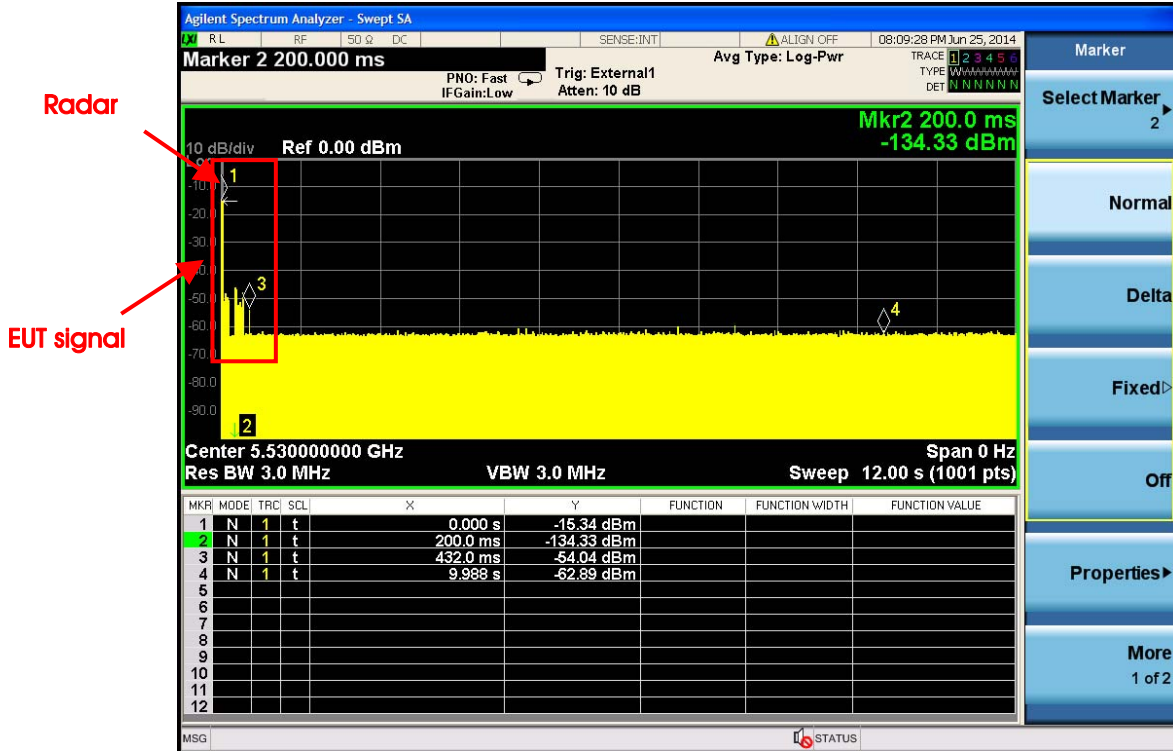 Agilent Spectrum Analyzer - Swept SA
LXI RL RF 50 Ω DC SENSE:INT ALIGN OFF 08:09:28 PM Jun 25, 2014
Marker 2 200.000 ms
PNO: Fast
IFGain:Low
Trig: External1
Atten: 10 dB
Avg Type: Log-Pwr
TRACE 1 2 3 4 5 6
TYPE W
DET N N N N N N
Marker
Select Marker
2
Normal
Delta
Fixed
Off
Properties
More
1 of 2
Radar
EUT signal
Mkr2 200.0 ms
-134.33 dBm
10 dB/div Ref 0.00 dBm
-10.0
-20.0
-30.0
-50.0
-60.0
-70.0
-80.0
-90.0
1
3
4
2
Center 5.530000000 GHz Span 0 Hz
Res BW 3.0 MHz VBW 3.0 MHz Sweep 12.00 s (1001 pts)
MKR MODE TRC SCL X Y FUNCTION FUNCTION WIDTH FUNCTION VALUE
1 N 1 t 0.000 s -15.34 dBm
2 N 1 t 200.0 ms -134.33 dBm
3 N 1 t 432.0 ms -54.04 dBm
4 N 1 t 9.988 s -62.89 dBm
5
6
7
8
9
10
11
12
MSG STATUS